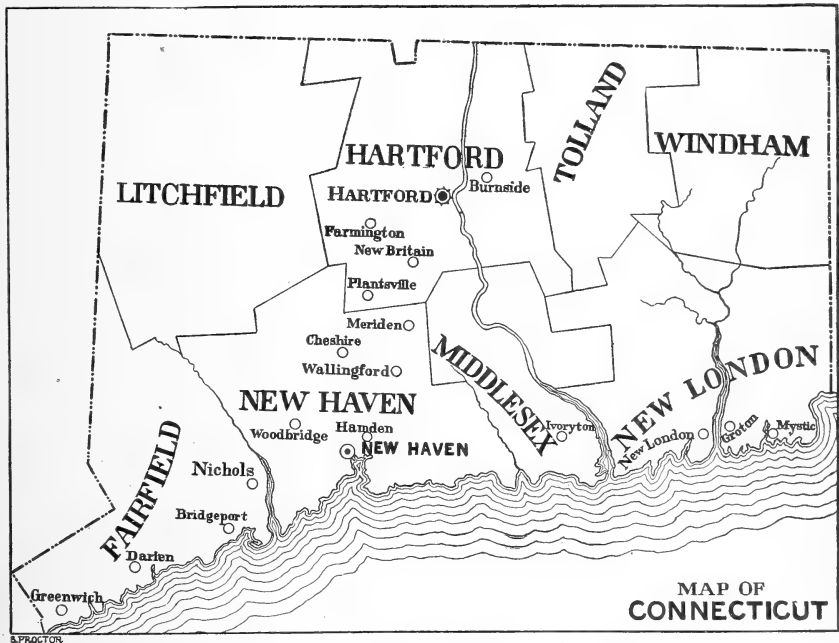 TOLLAND
WINDHAM
HARTFORD
Burnside
LITCHFIELD
HARTFORD
Farmington
New Britain
Plantsville
Meriden
Cheshire
Wallingford
MIDDLESEX
NEW LONDON
NEW HAVEN
Woodbridge
Hamden
NEW HAVEN
Ivoryton
New London
Groton
Mystic
FAIRFIELD
Nichols
Bridgeport
Darien
Greenwich
MAP OF
CONNECTICUT
B.PROCTOR